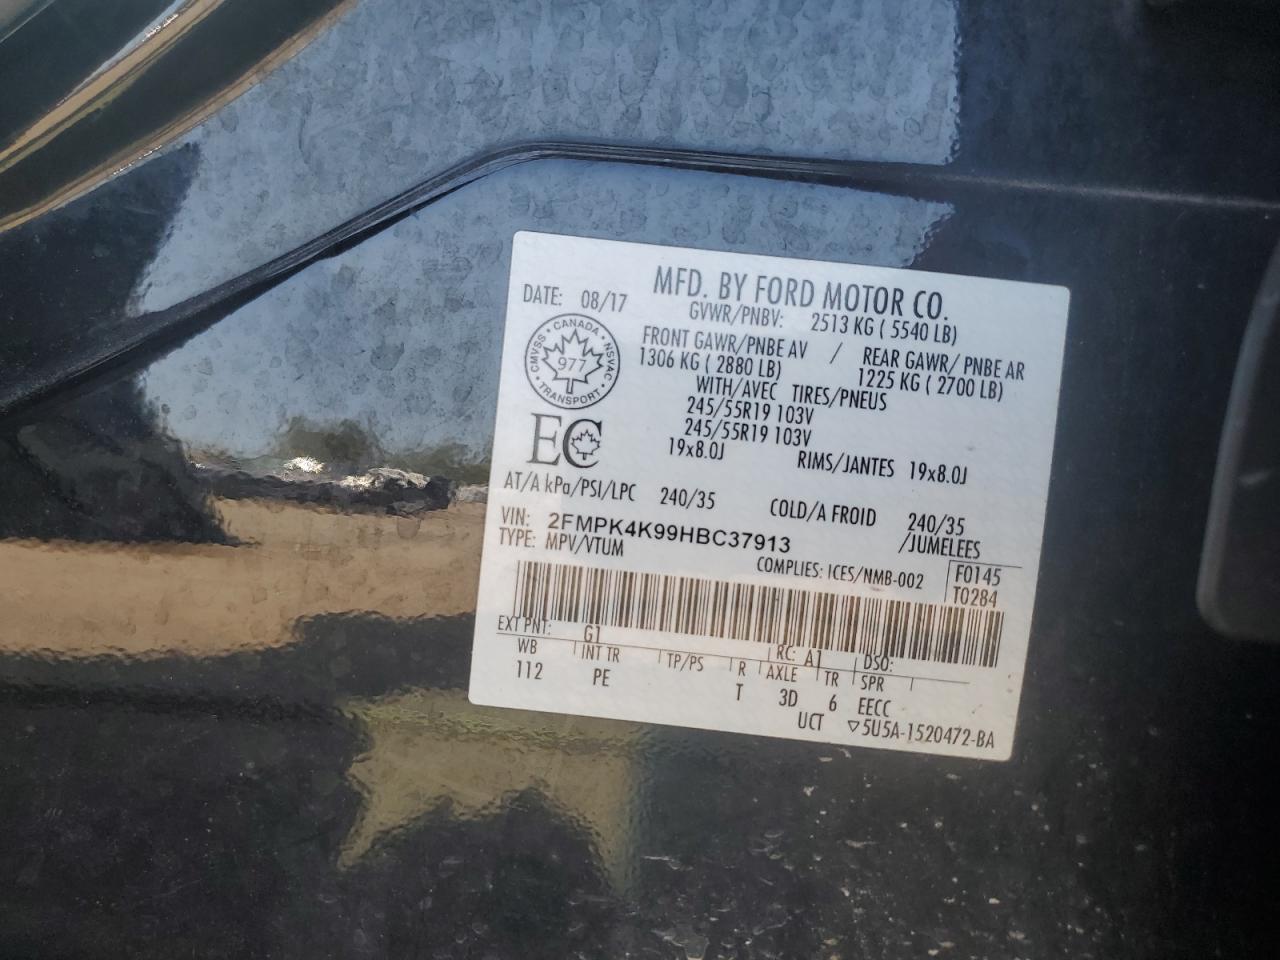 MFD. BY FORD MOTOR CO.
DATE: 08/17
GVWR/PNBV: 2513 KG ( 5540 LB)
FRONT GAWR/PNBE AV / REAR GAWR/ PNBE AR
1306 KG ( 2880 LB) 1225 KG ( 2700 LB)
WITH/AVEC TIRES/PNEUS
245/55R19 103V
245/55R19 103V
19x8.0J RIMS/JANTES 19x8.0J
CANADA
CMVSS • NSVAC
977
TRANSPORT
EC
AT/A kPa/PSI/LPC 240/35 COLD/A FROID 240/35
VIN: 2FMPK4K99HBC37913 /JUMELEES
TYPE: MPV/VTUM
COMPLIES: ICES/NMB-002 F0145
T0284
EXT PNT: G1 RC: A1 DSO:
WB INT TR TP/PS R AXLE TR SPR
112 PE T 3D 6 EECC
UCT ▽5U5A-1520472-BA